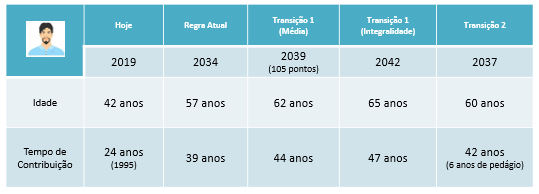 Hoje
Regra Atual
Transição 1
(Média)
Transição 1
(Integralidade)
Transição 2
2019
2034
2039
(105 pontos)
2042
2037
Idade
42 anos
57 anos
62 anos
65 anos
60 anos
Tempo de
Contribuição
24 anos
(1995)
39 anos
44 anos
47 anos
42 anos
(6 anos de pedágio)